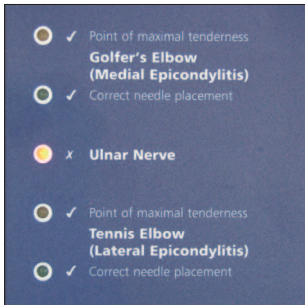 ✓ Point of maximal tenderness
Golfer's Elbow
(Medial Epicondylitis)
✓ Correct needle placement
✗ Ulnar Nerve
✓ Point of maximal tenderness
Tennis Elbow
(Lateral Epicondylitis)
✓ Correct needle placement